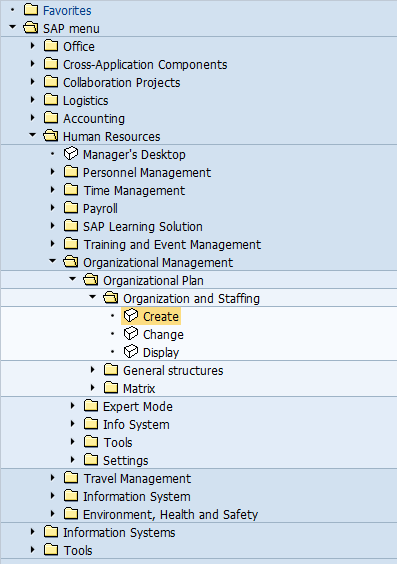 Favorites
SAP menu
Office
Cross-Application Components
Collaboration Projects
Logistics
Accounting
Human Resources
Manager's Desktop
Personnel Management
Time Management
Payroll
SAP Learning Solution
Training and Event Management
Organizational Management
Organizational Plan
Organization and Staffing
Create
Change
Display
General structures
Matrix
Expert Mode
Info System
Tools
Settings
Travel Management
Information System
Environment, Health and Safety
Information Systems
Tools